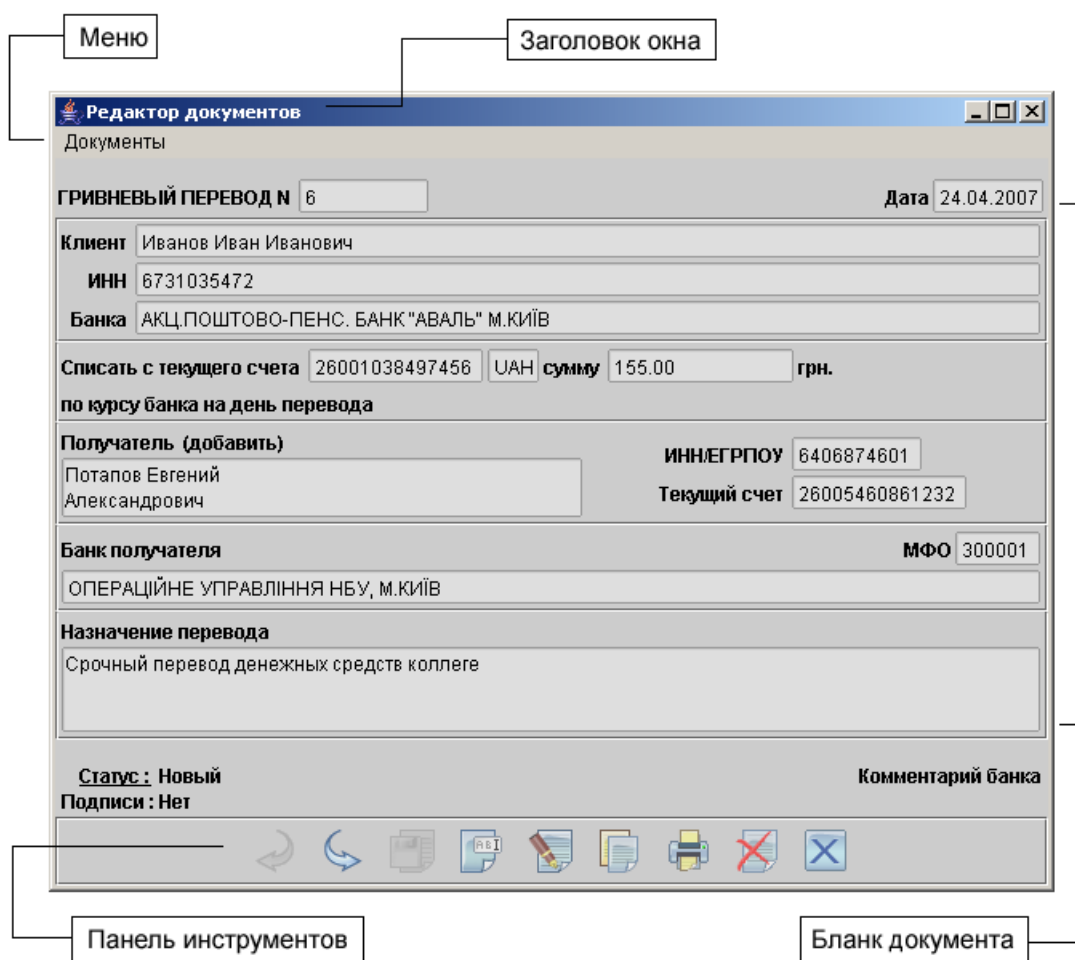 Меню
Заголовок окна
Редактор документов
Документы
ГРИВНЕВЫЙ ПЕРЕВОД N 6 Дата 24.04.2007
Клиент Иванов Иван Иванович
ИНН 6731035472
Банка АКЦ.ПОШТОВО-ПЕНС. БАНК "АВАЛЬ" М.КИЇВ
Списать с текущего счета 26001038497456 UAH сумму 155.00 грн.
по курсу банка на день перевода
Получатель (добавить)
Потапов Евгений
Александрович
ИНН/ЕГРПОУ 6406874601
Текущий счет 26005460861232
Банк получателя МФО 300001
ОПЕРАЦІЙНЕ УПРАВЛІННЯ НБУ, М.КИЇВ
Назначение перевода
Срочный перевод денежных средств коллеге
Статус : Новый Комментарий банка
Подписи : Нет
Панель инструментов
Бланк документа